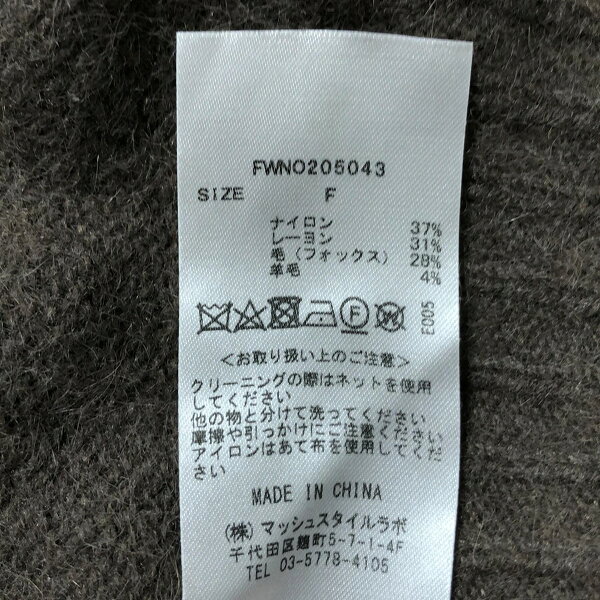 FWNO205043
SIZE F
ナイロン 37%
レーヨン 31%
毛(フォックス) 28%
羊毛 4%
E005
<お取り扱い上のご注意>
クリーニングの際はネットを使用
してください
他の物と分けて洗ってください
摩擦や引っかけにご注意ください
アイロンはあて布を使用してくだ
さい
MADE IN CHINA
(株)マッシュスタイルラボ
千代田区麹町5-7-1-4F
TEL 03-5778-4105